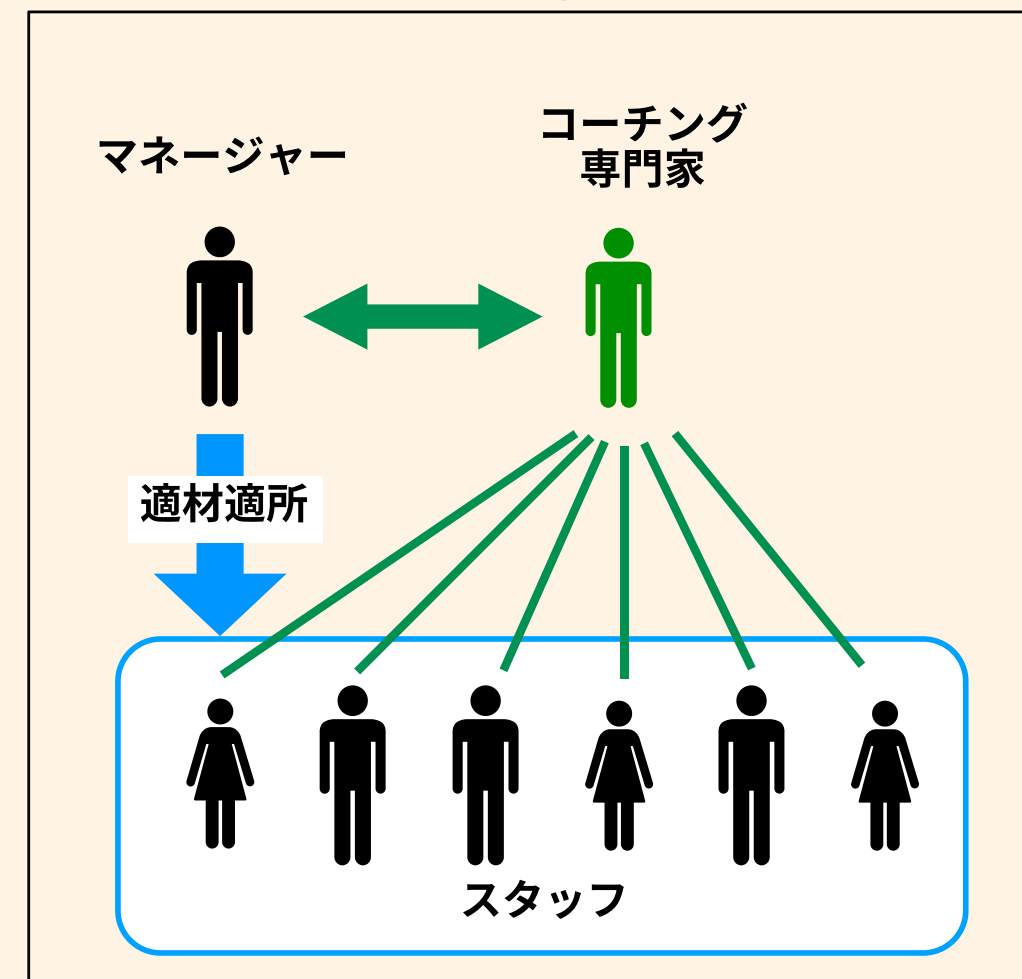 マネージャー
コーチング
専門家
適材適所
スタッフ